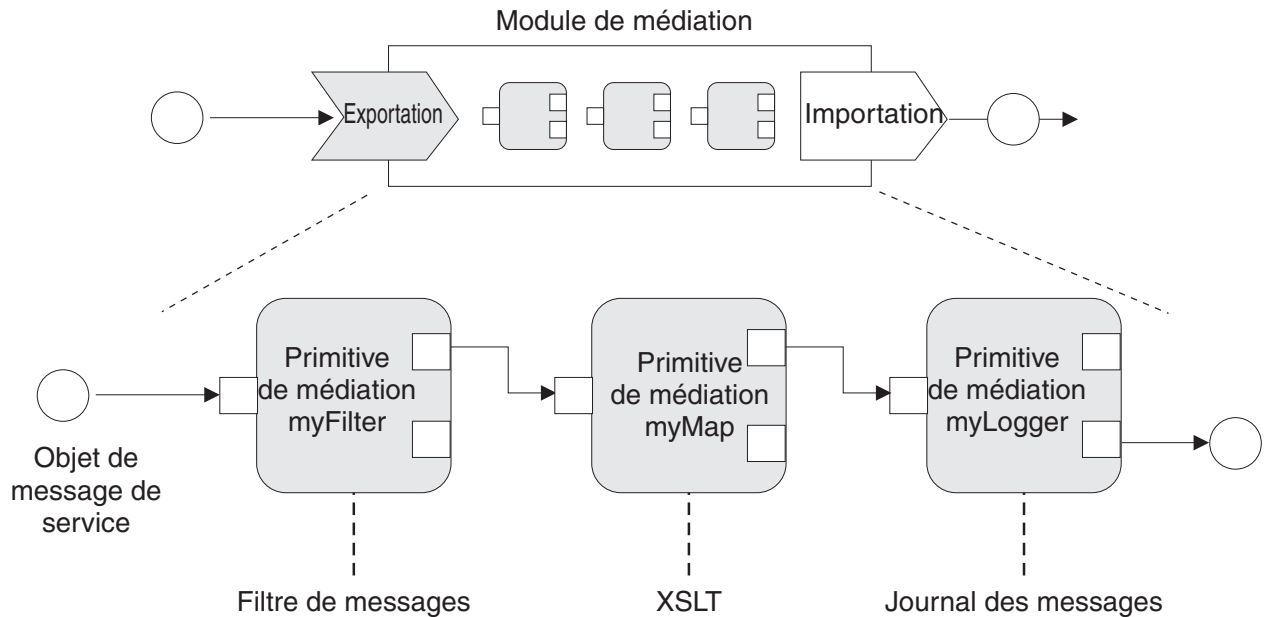 Module de médiation
Exportation
Importation
Primitive
de médiation
myFilter
Primitive
de médiation
myMap
Primitive
de médiation
myLogger
Objet de
message de
service
Filtre de messages
XSLT
Journal des messages